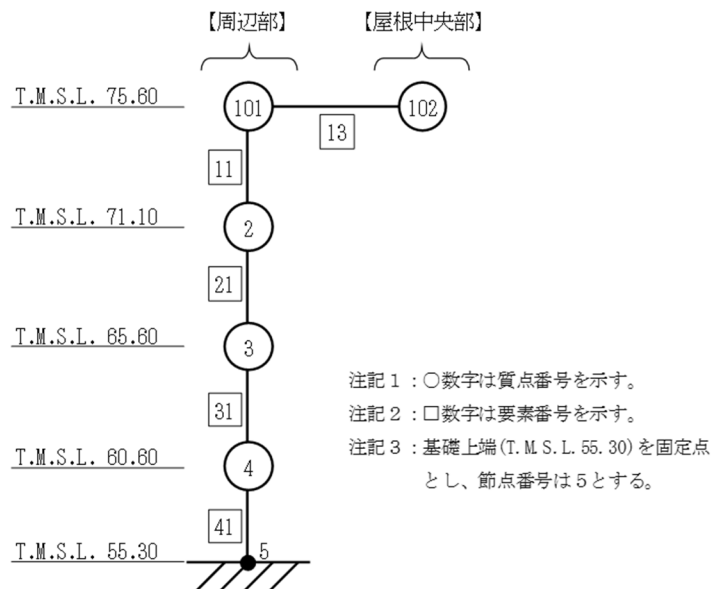 【周辺部】 【屋根中央部】
T.M.S.L. 75.60 101 102
13
11
T.M.S.L. 71.10 2
21
T.M.S.L. 65.60 3
注記1：○数字は質点番号を示す。
31
注記2：□数字は要素番号を示す。
注記3：基礎上端(T.M.S.L.55.30)を固定点
T.M.S.L. 60.60 4
とし、節点番号は5とする。
41
T.M.S.L. 55.30 5